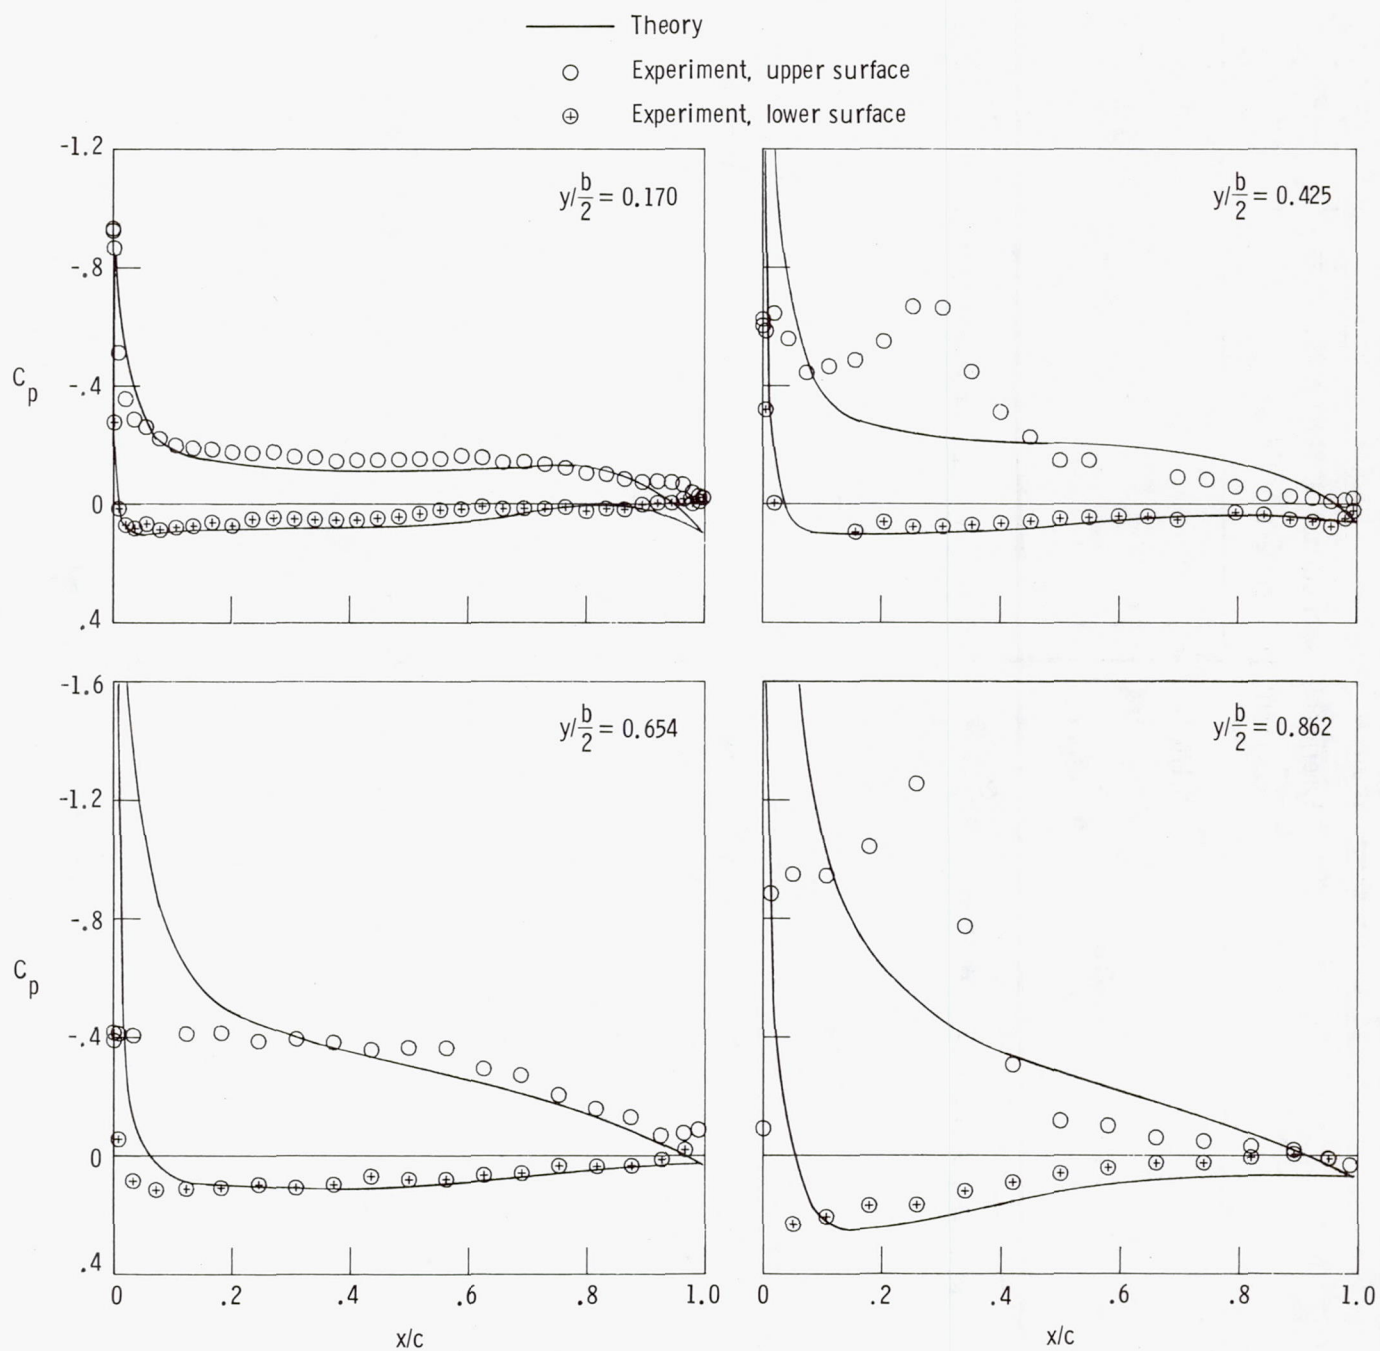 Theory
Experiment, upper surface
Experiment, lower surface
-1.2
-.8
-.4
0
.4
C_p
y/b/2 = 0.170
y/b/2 = 0.425
-1.6
-1.2
-.8
-.4
0
.4
C_p
y/b/2 = 0.654
y/b/2 = 0.862
0 .2 .4 .6 .8 1.0
0 .2 .4 .6 .8 1.0
x/c
x/c